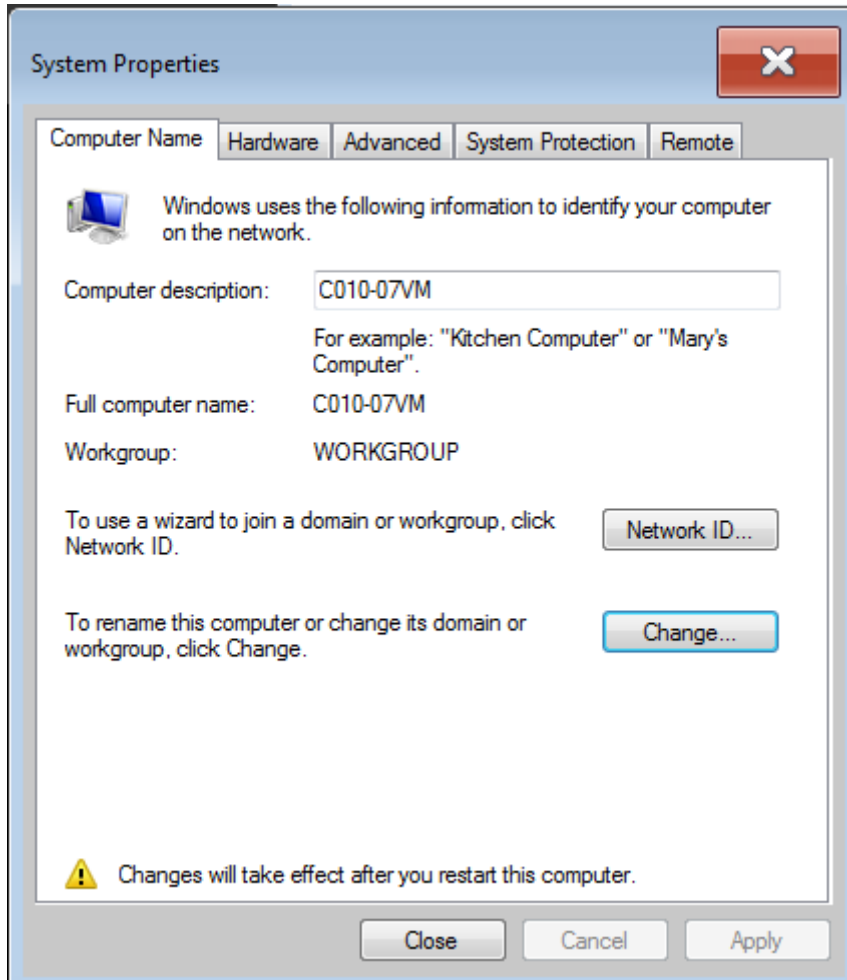 System Properties
Computer Name Hardware Advanced System Protection Remote
Windows uses the following information to identify your computer
on the network.
Computer description: C010-07VM
For example: "Kitchen Computer" or "Mary's
Computer".
Full computer name: C010-07VM
Workgroup: WORKGROUP
To use a wizard to join a domain or workgroup, click
Network ID.
Network ID...
To rename this computer or change its domain or
workgroup, click Change.
Change...
Changes will take effect after you restart this computer.
Close Cancel Apply